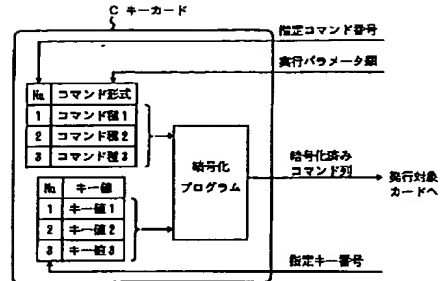 C キーカード
指定コマンド番号
実行パラメータ類
No. コマンド形式
1 コマンド種1
2 コマンド種2
3 コマンド種3
暗号化
プログラム
暗号化済み
コマンド列
発行対象
カードへ
No. キー値
1 キー値1
2 キー値2
3 キー値3
指定キー番号